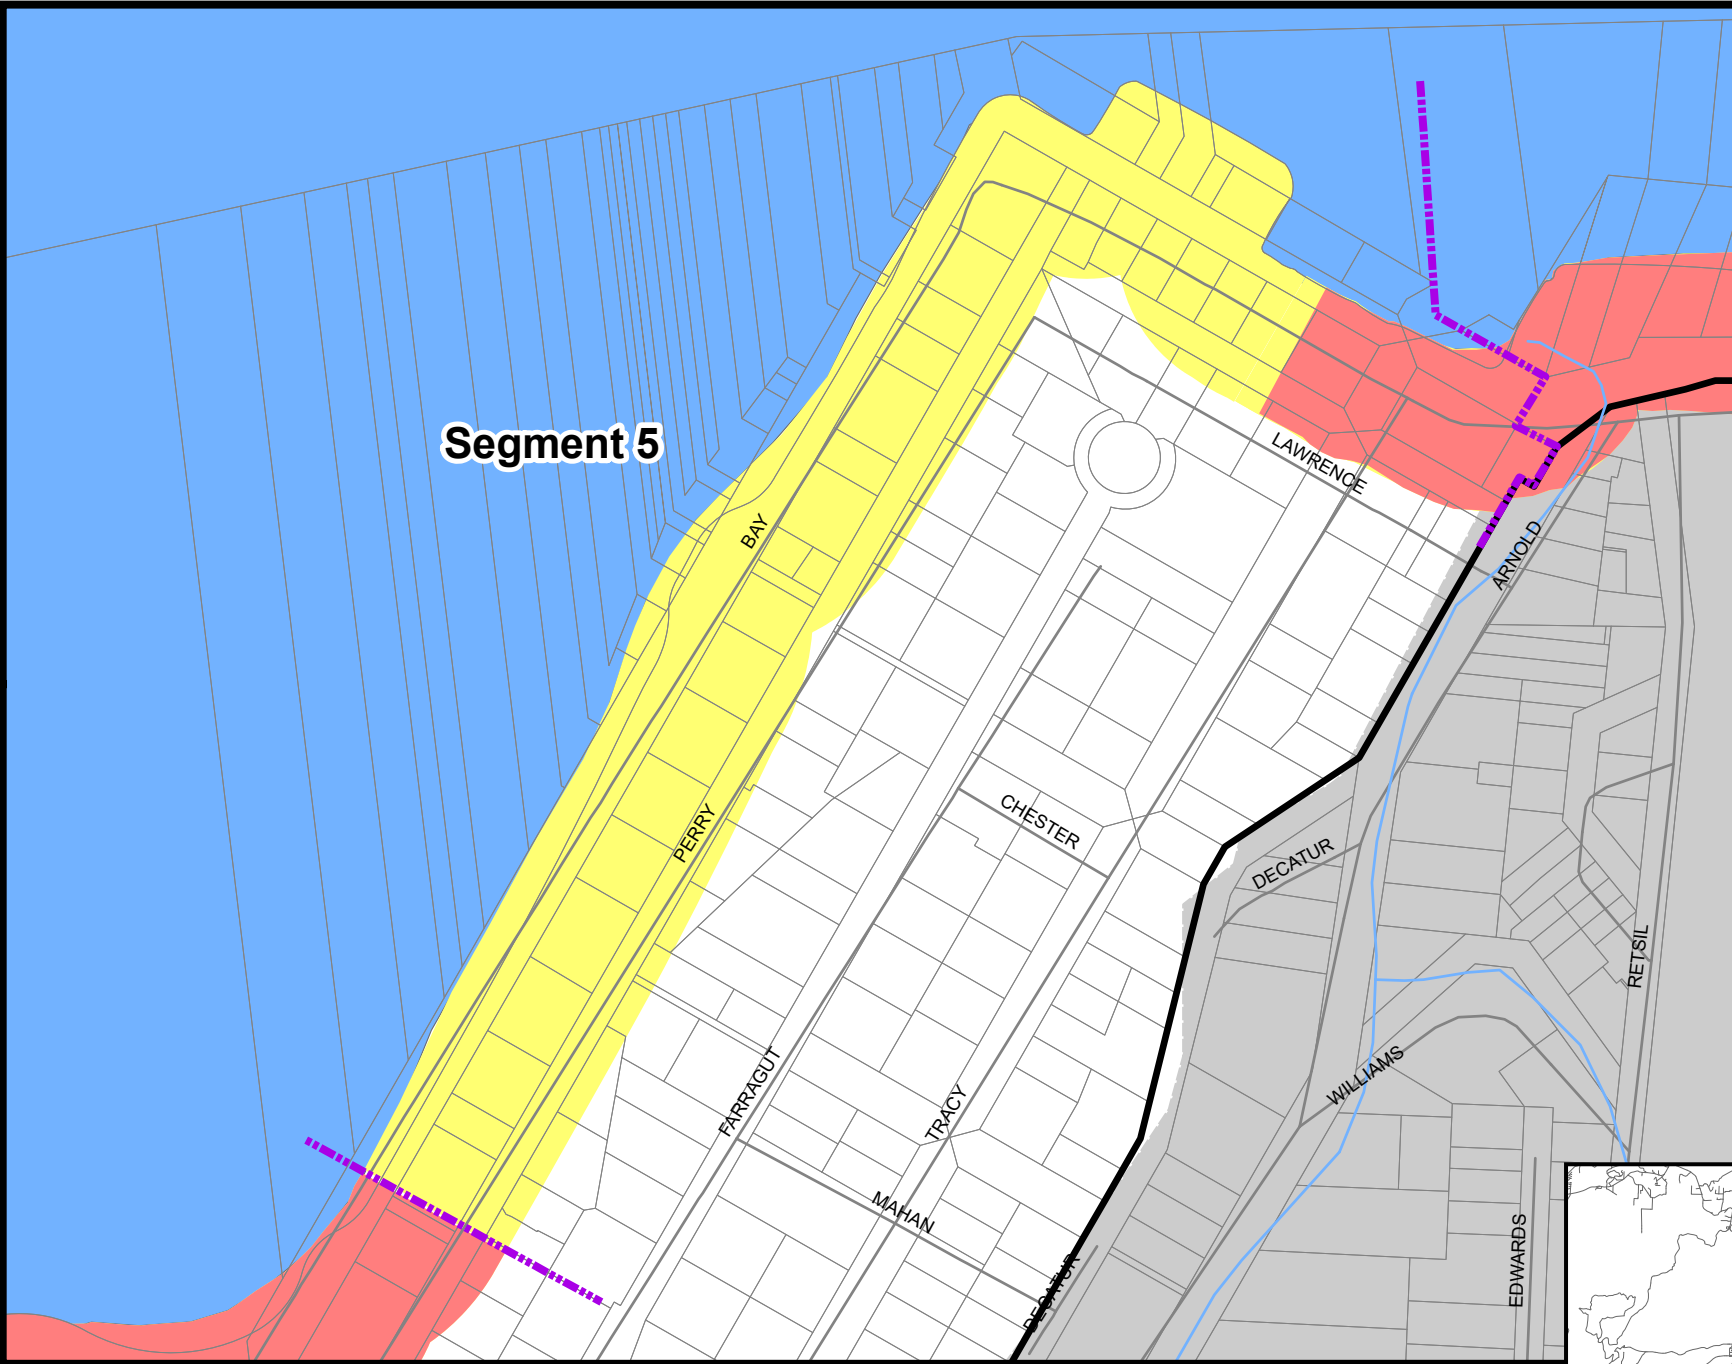 Segment 5
LAWRENCE
BAY
ARNOLD
CHESTER
PERRY
DECATUR
RETSIL
FARRAGUT
TRACY
WILLIAMS
MAHAN
DECATUR
EDWARDS